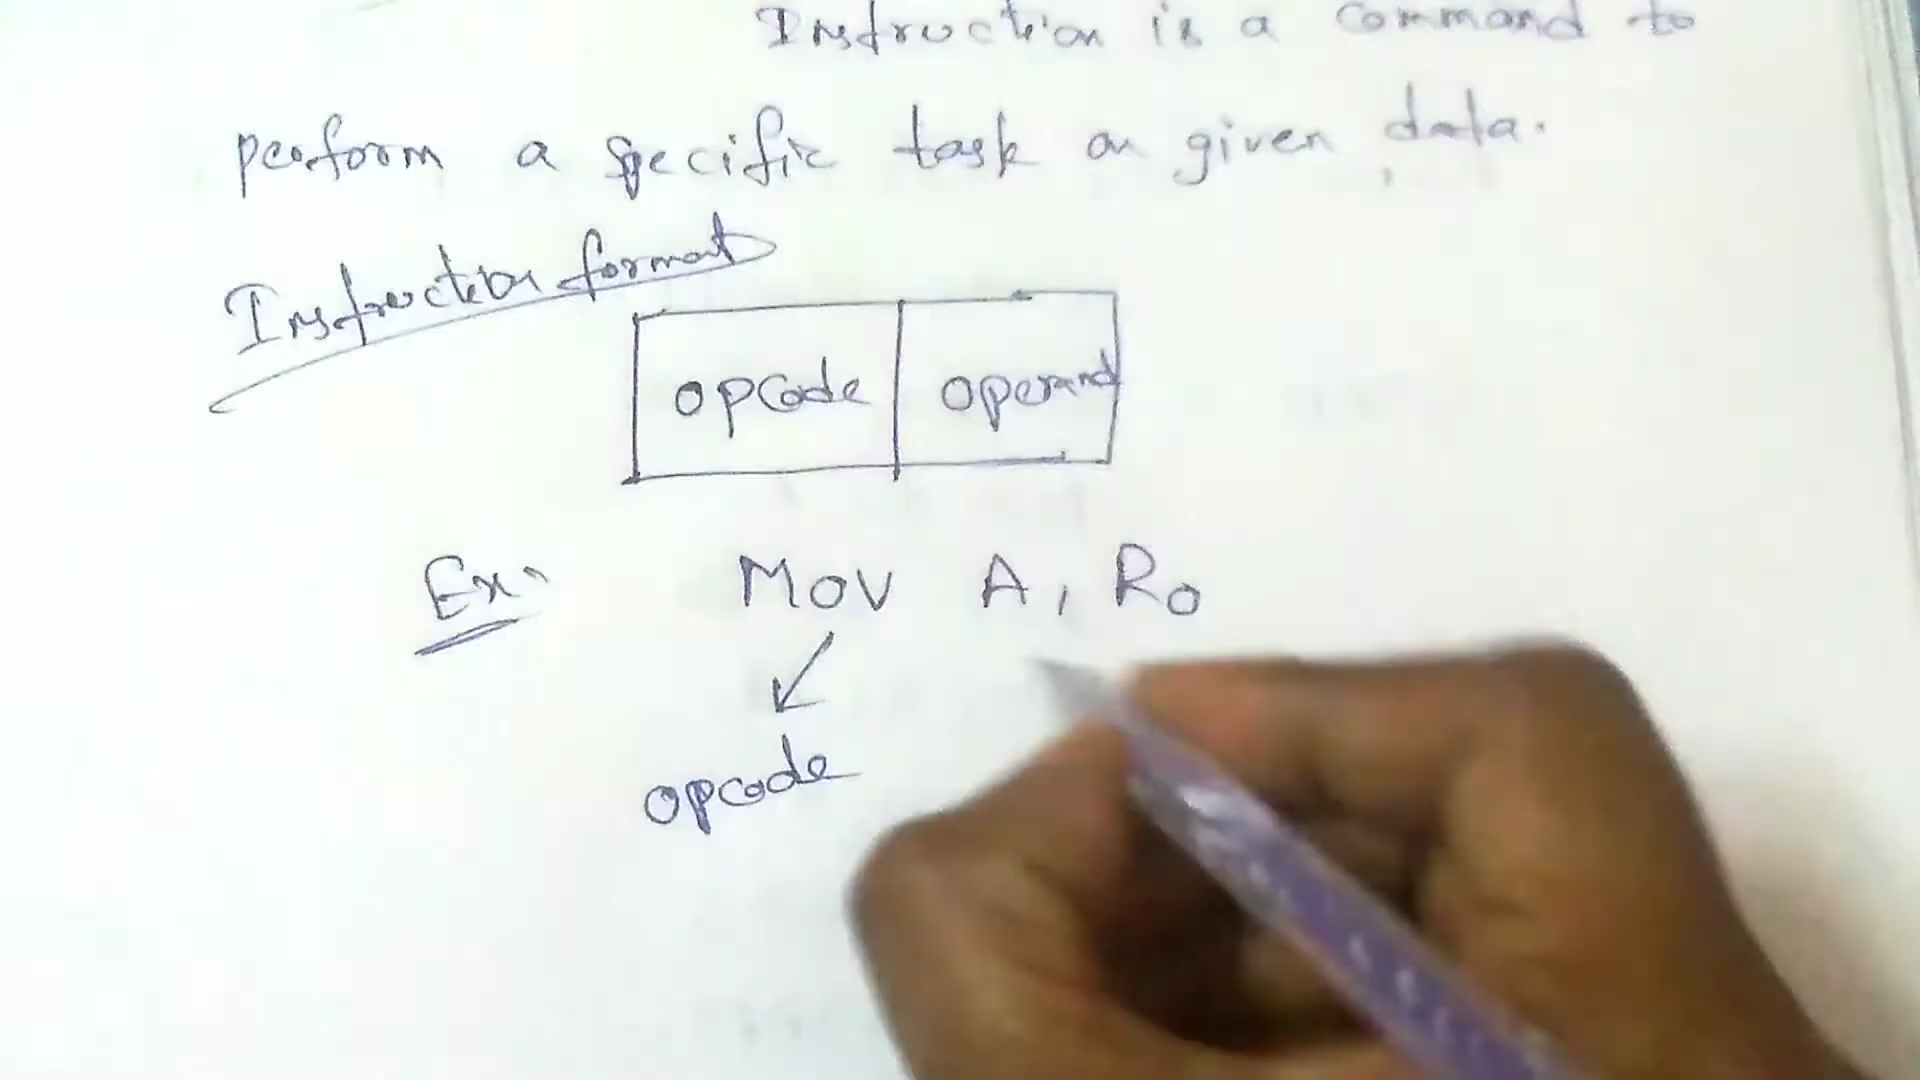 Instruction is a command to
perform a specific task on given data.
Instruction format
opcode operand
Ex:
MOV A, R0
opcode